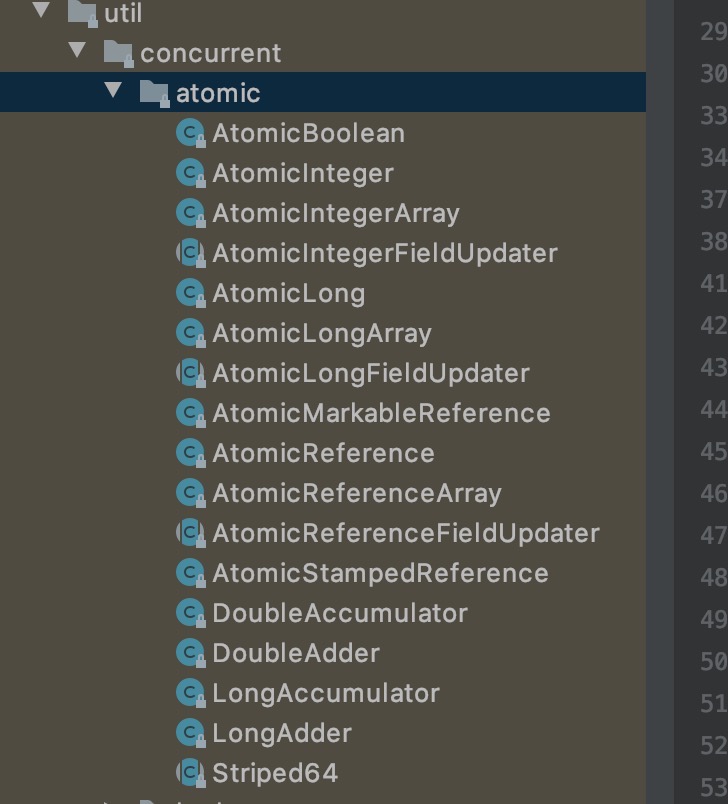 util
concurrent
atomic
AtomicBoolean
AtomicInteger
AtomicIntegerArray
AtomicIntegerFieldUpdater
AtomicLong
AtomicLongArray
AtomicLongFieldUpdater
AtomicMarkableReference
AtomicReference
AtomicReferenceArray
AtomicReferenceFieldUpdater
AtomicStampedReference
DoubleAccumulator
DoubleAdder
LongAccumulator
LongAdder
Striped64
29
30
33
34
37
38
41
42
43
44
45
46
47
48
49
50
51
52
53